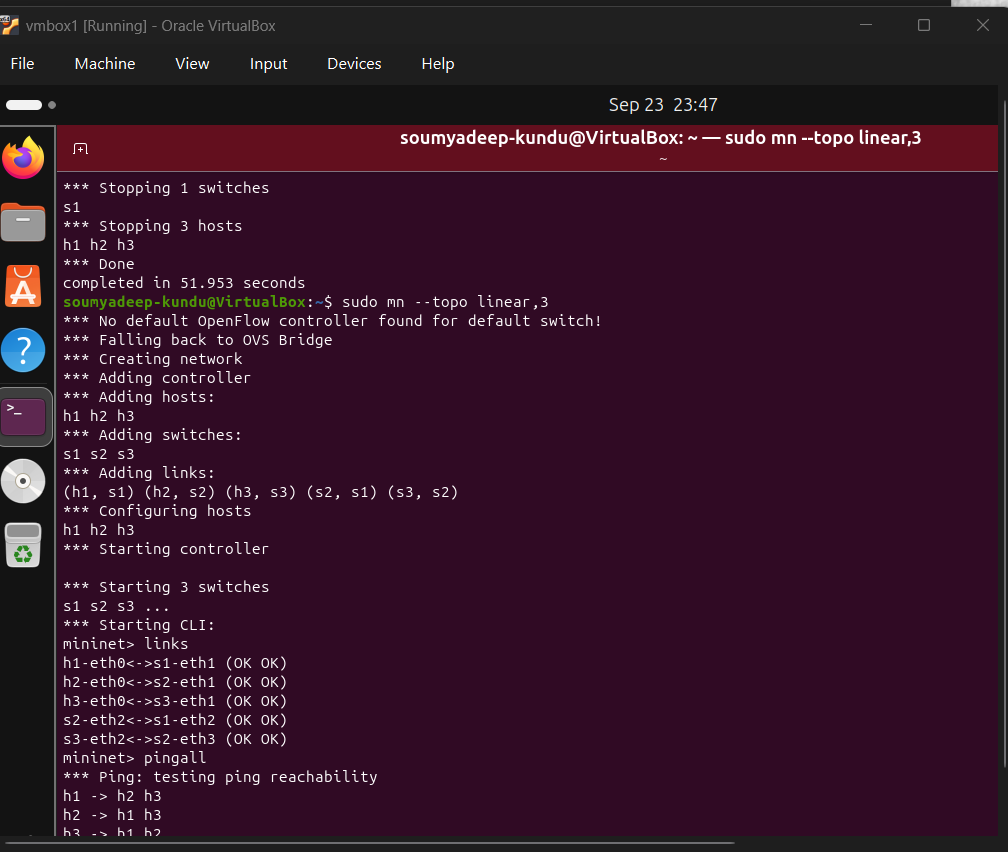 vmbox1 [Running] - Oracle VirtualBox
File Machine View Input Devices Help
Sep 23 23:47
soumyadeep-kundu@VirtualBox: ~ — sudo mn --topo linear,3
~
*** Stopping 1 switches
s1
*** Stopping 3 hosts
h1 h2 h3
*** Done
completed in 51.953 seconds
soumyadeep-kundu@VirtualBox:~$ sudo mn --topo linear,3
*** No default OpenFlow controller found for default switch!
*** Falling back to OVS Bridge
*** Creating network
*** Adding controller
*** Adding hosts:
h1 h2 h3
*** Adding switches:
s1 s2 s3
*** Adding links:
(h1, s1) (h2, s2) (h3, s3) (s2, s1) (s3, s2)
*** Configuring hosts
h1 h2 h3
*** Starting controller

*** Starting 3 switches
s1 s2 s3 ...
*** Starting CLI:
mininet> links
h1-eth0<->s1-eth1 (OK OK)
h2-eth0<->s2-eth1 (OK OK)
h3-eth0<->s3-eth1 (OK OK)
s2-eth2<->s1-eth2 (OK OK)
s3-eth2<->s2-eth3 (OK OK)
mininet> pingall
*** Ping: testing ping reachability
h1 -> h2 h3
h2 -> h1 h3
h3 -> h1 h2